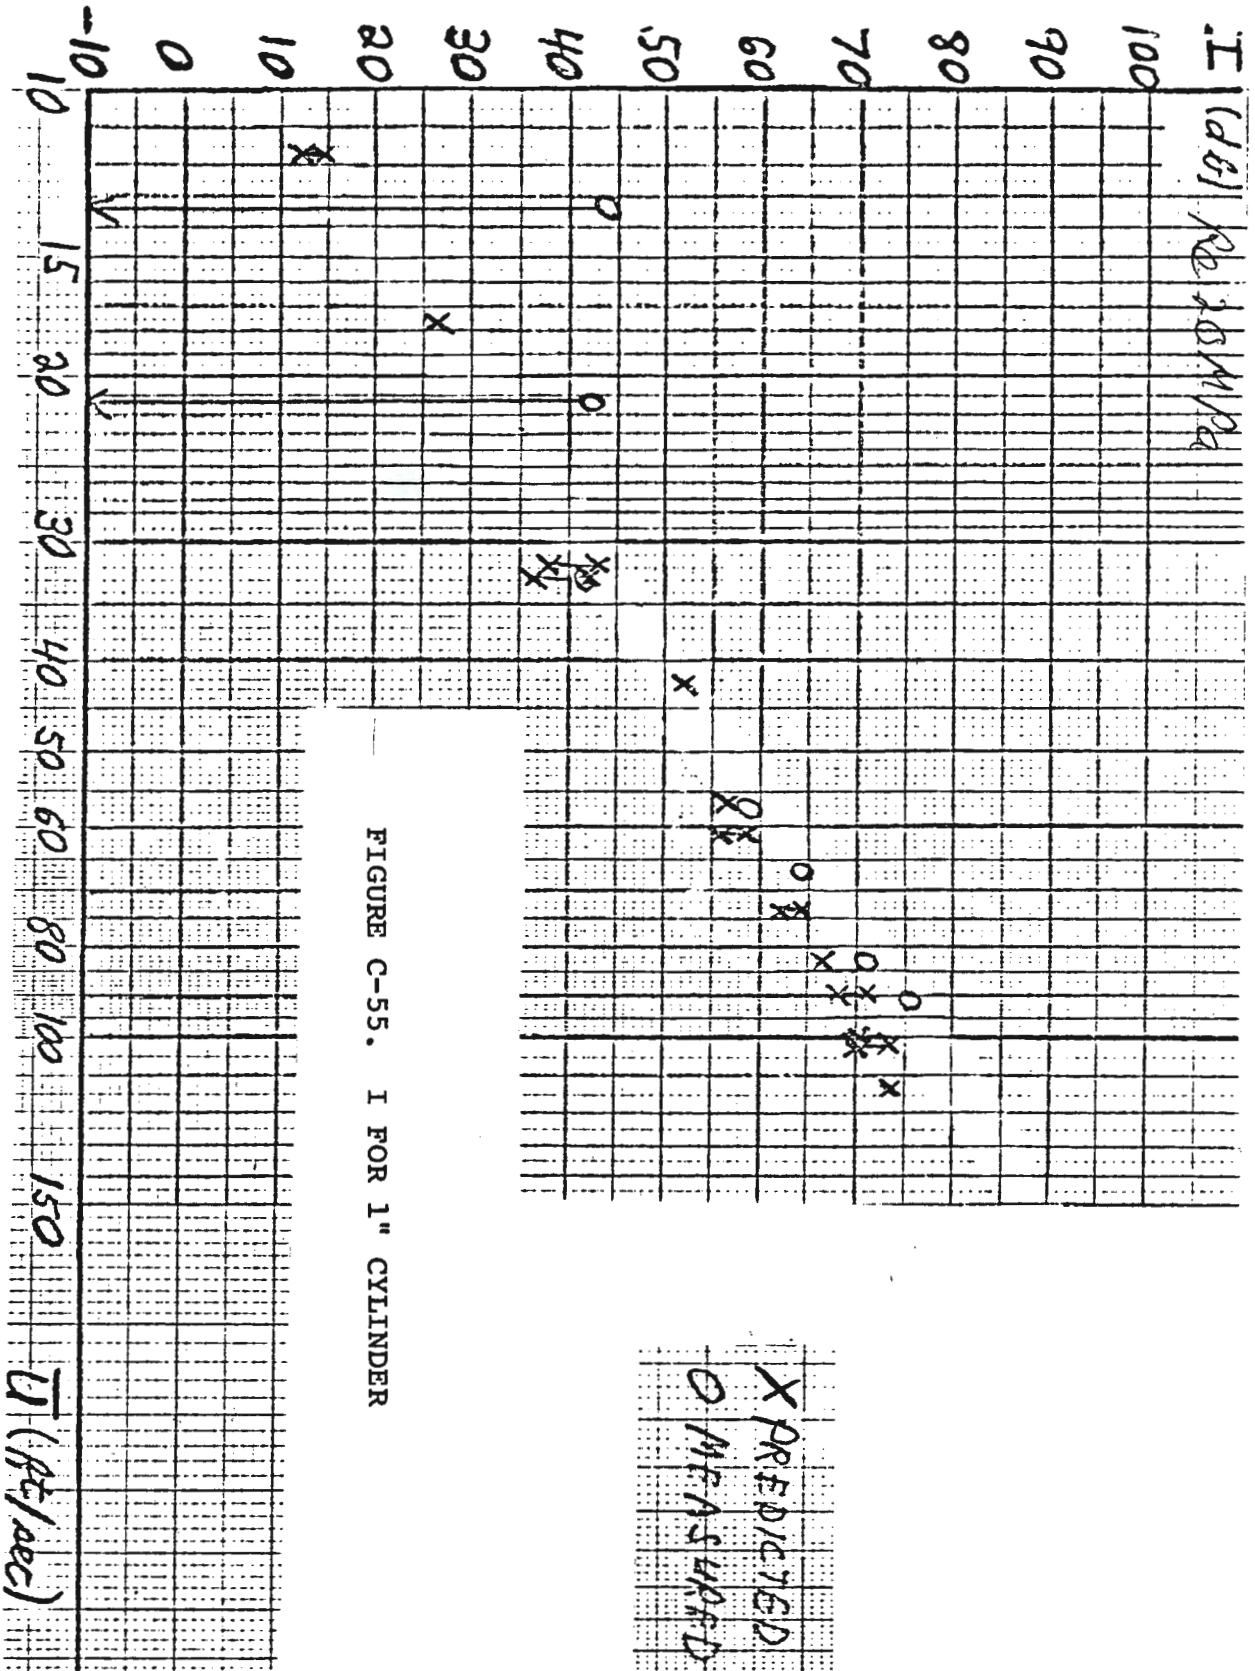 I (dB) re 20 μPa
100
90
80
70
60
50
40
30
20
10
0
-10
10 15 20 30 40 50 60 80 100 150
U (ft/sec)
X PREDICTED
O MEASURED
FIGURE C-55. I FOR 1" CYLINDER